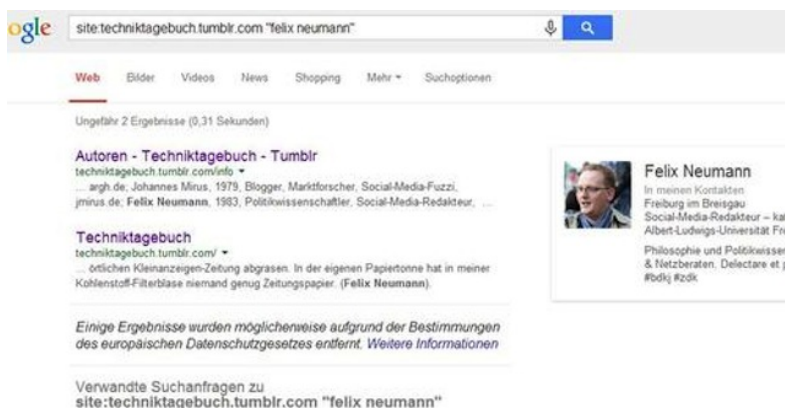 ogle site:techniktagebuch.tumblr.com "felix neumann"
Web Bilder Videos News Shopping Mehr Suchoptionen
Ungefähr 2 Ergebnisse (0,31 Sekunden)
Autoren - Techniktagebuch - Tumblr
techniktagebuch.tumblr.com/info
... argh.de; Johannes Mirus, 1979, Blogger, Marktforscher, Social-Media-Fuzzi,
jmirus.de; Felix Neumann, 1983, Politikwissenschaftler, Social-Media-Redakteur, ...
Techniktagebuch
techniktagebuch.tumblr.com/
... örtlichen Kleinanzeigen-Zeitung abgrasen. In der eigenen Papiertonne hat in meiner
Kohlenstoff-Filterblase niemand genug Zeitungspapier. (Felix Neumann).
Einige Ergebnisse wurden möglicherweise aufgrund der Bestimmungen
des europäischen Datenschutzgesetzes entfernt. Weitere Informationen
Verwandte Suchanfragen zu
site:techniktagebuch.tumblr.com "felix neumann"
Felix Neumann
In meinen Kontakten
Freiburg im Breisgau
Social-Media-Redakteur – kat
Albert-Ludwigs-Universität Fre
Philosophie und Politikwissen
& Netzberaten. Delectare et p
#bdkj #zdk